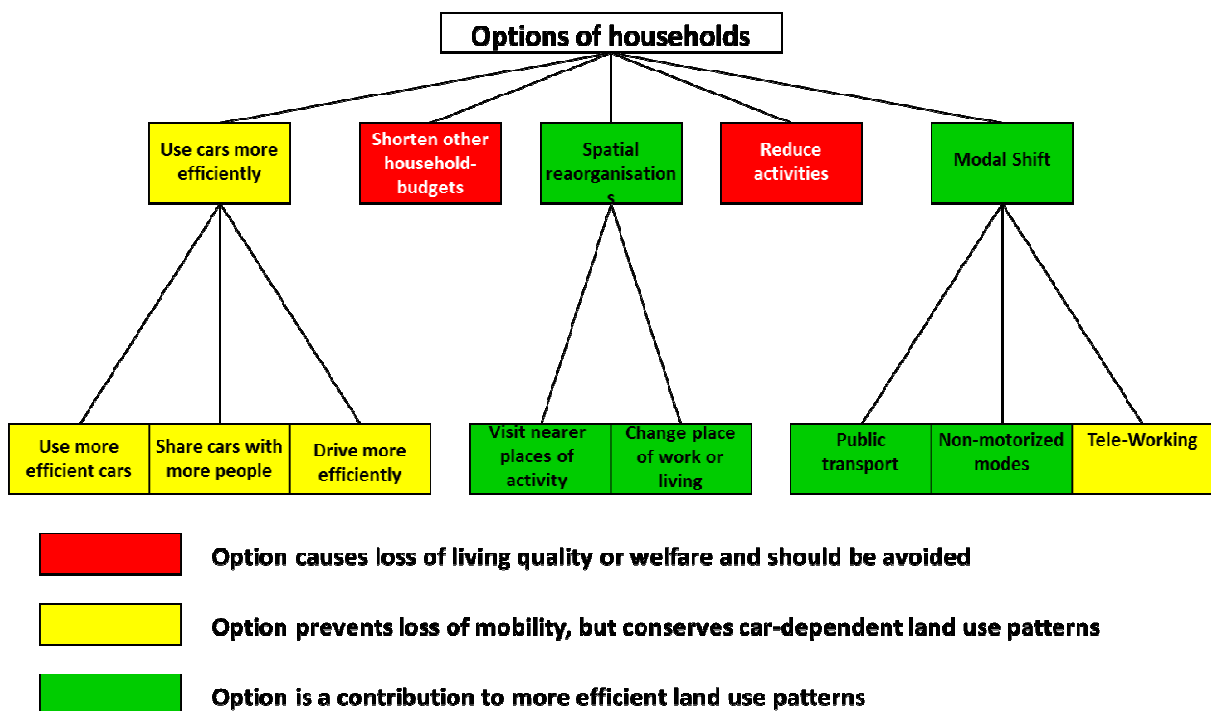 Options of households
Use cars more
efficiently
Shorten other
household-
budgets
Spatial
reaorganisation
s
Reduce
activities
Modal Shift
Use more
efficient cars
Share cars with
more people
Drive more
efficiently
Visit nearer
places of
activity
Change place
of work or
living
Public
transport
Non-motorized
modes
Tele-Working
Option causes loss of living quality or welfare and should be avoided
Option prevents loss of mobility, but conserves car-dependent land use patterns
Option is a contribution to more efficient land use patterns